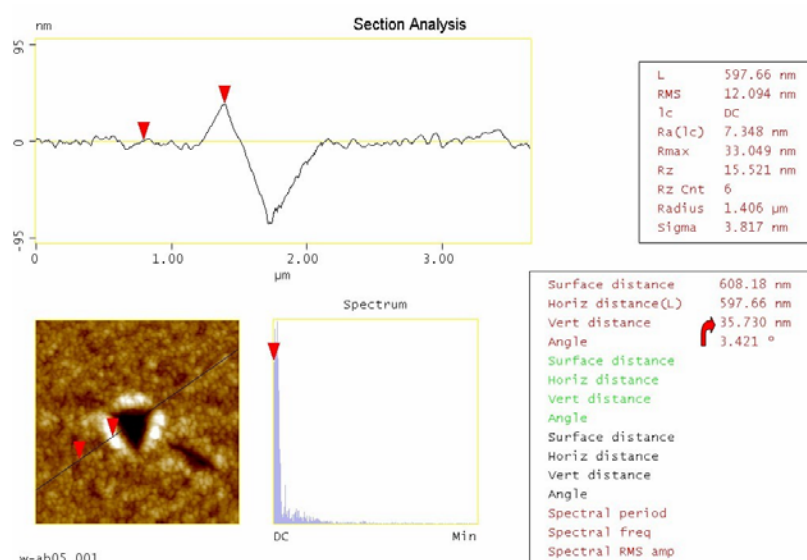 Section Analysis
nm
95
0
-95
0 1.00 2.00 3.00
µm
L 597.66 nm
RMS 12.094 nm
lc DC
Ra(lc) 7.348 nm
Rmax 33.049 nm
Rz 15.521 nm
Rz Cnt 6
Radius 1.406 µm
Sigma 3.817 nm
Spectrum
DC Min
Surface distance 608.18 nm
Horiz distance(L) 597.66 nm
Vert distance 35.730 nm
Angle 3.421 º
Surface distance
Horiz distance
Vert distance
Angle
Surface distance
Horiz distance
Vert distance
Angle
Spectral period
Spectral freq
Spectral RMS amp
w-ab05.001